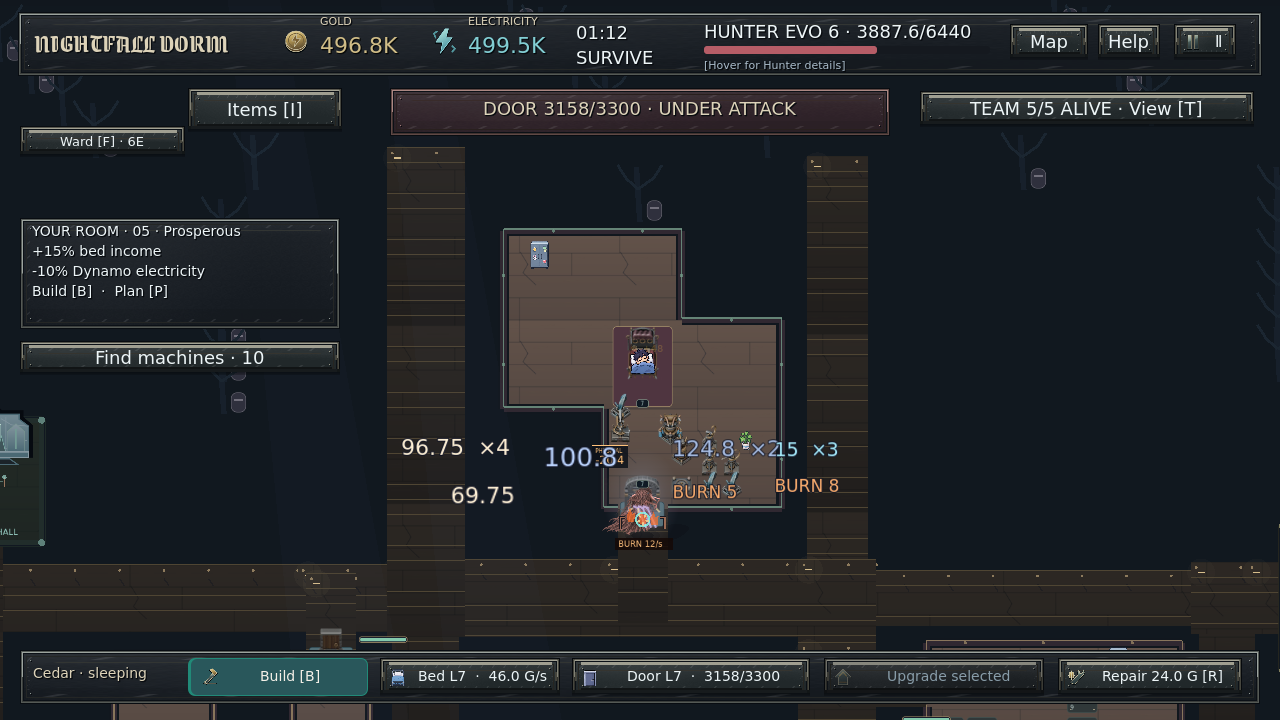 NIGHTFALL DORM
GOLD
496.8K
ELECTRICITY
499.5K
01:12
SURVIVE
HUNTER EVO 6 · 3887.6/6440
[Hover for Hunter details]
Map
Help
II
Items [I]
DOOR 3158/3300 · UNDER ATTACK
TEAM 5/5 ALIVE · View [T]
Ward [F] · 6E
YOUR ROOM · 05 · Prosperous
+15% bed income
-10% Dynamo electricity
Build [B] · Plan [P]
Find machines · 10
7
96.75 ×4
100.8
124.8 ×2
15 ×3
69.75
BURN 5
BURN 8
BURN 12/s
HALL
Cedar · sleeping
Build [B]
Bed L7 · 46.0 G/s
Door L7 · 3158/3300
Upgrade selected
Repair 24.0 G [R]